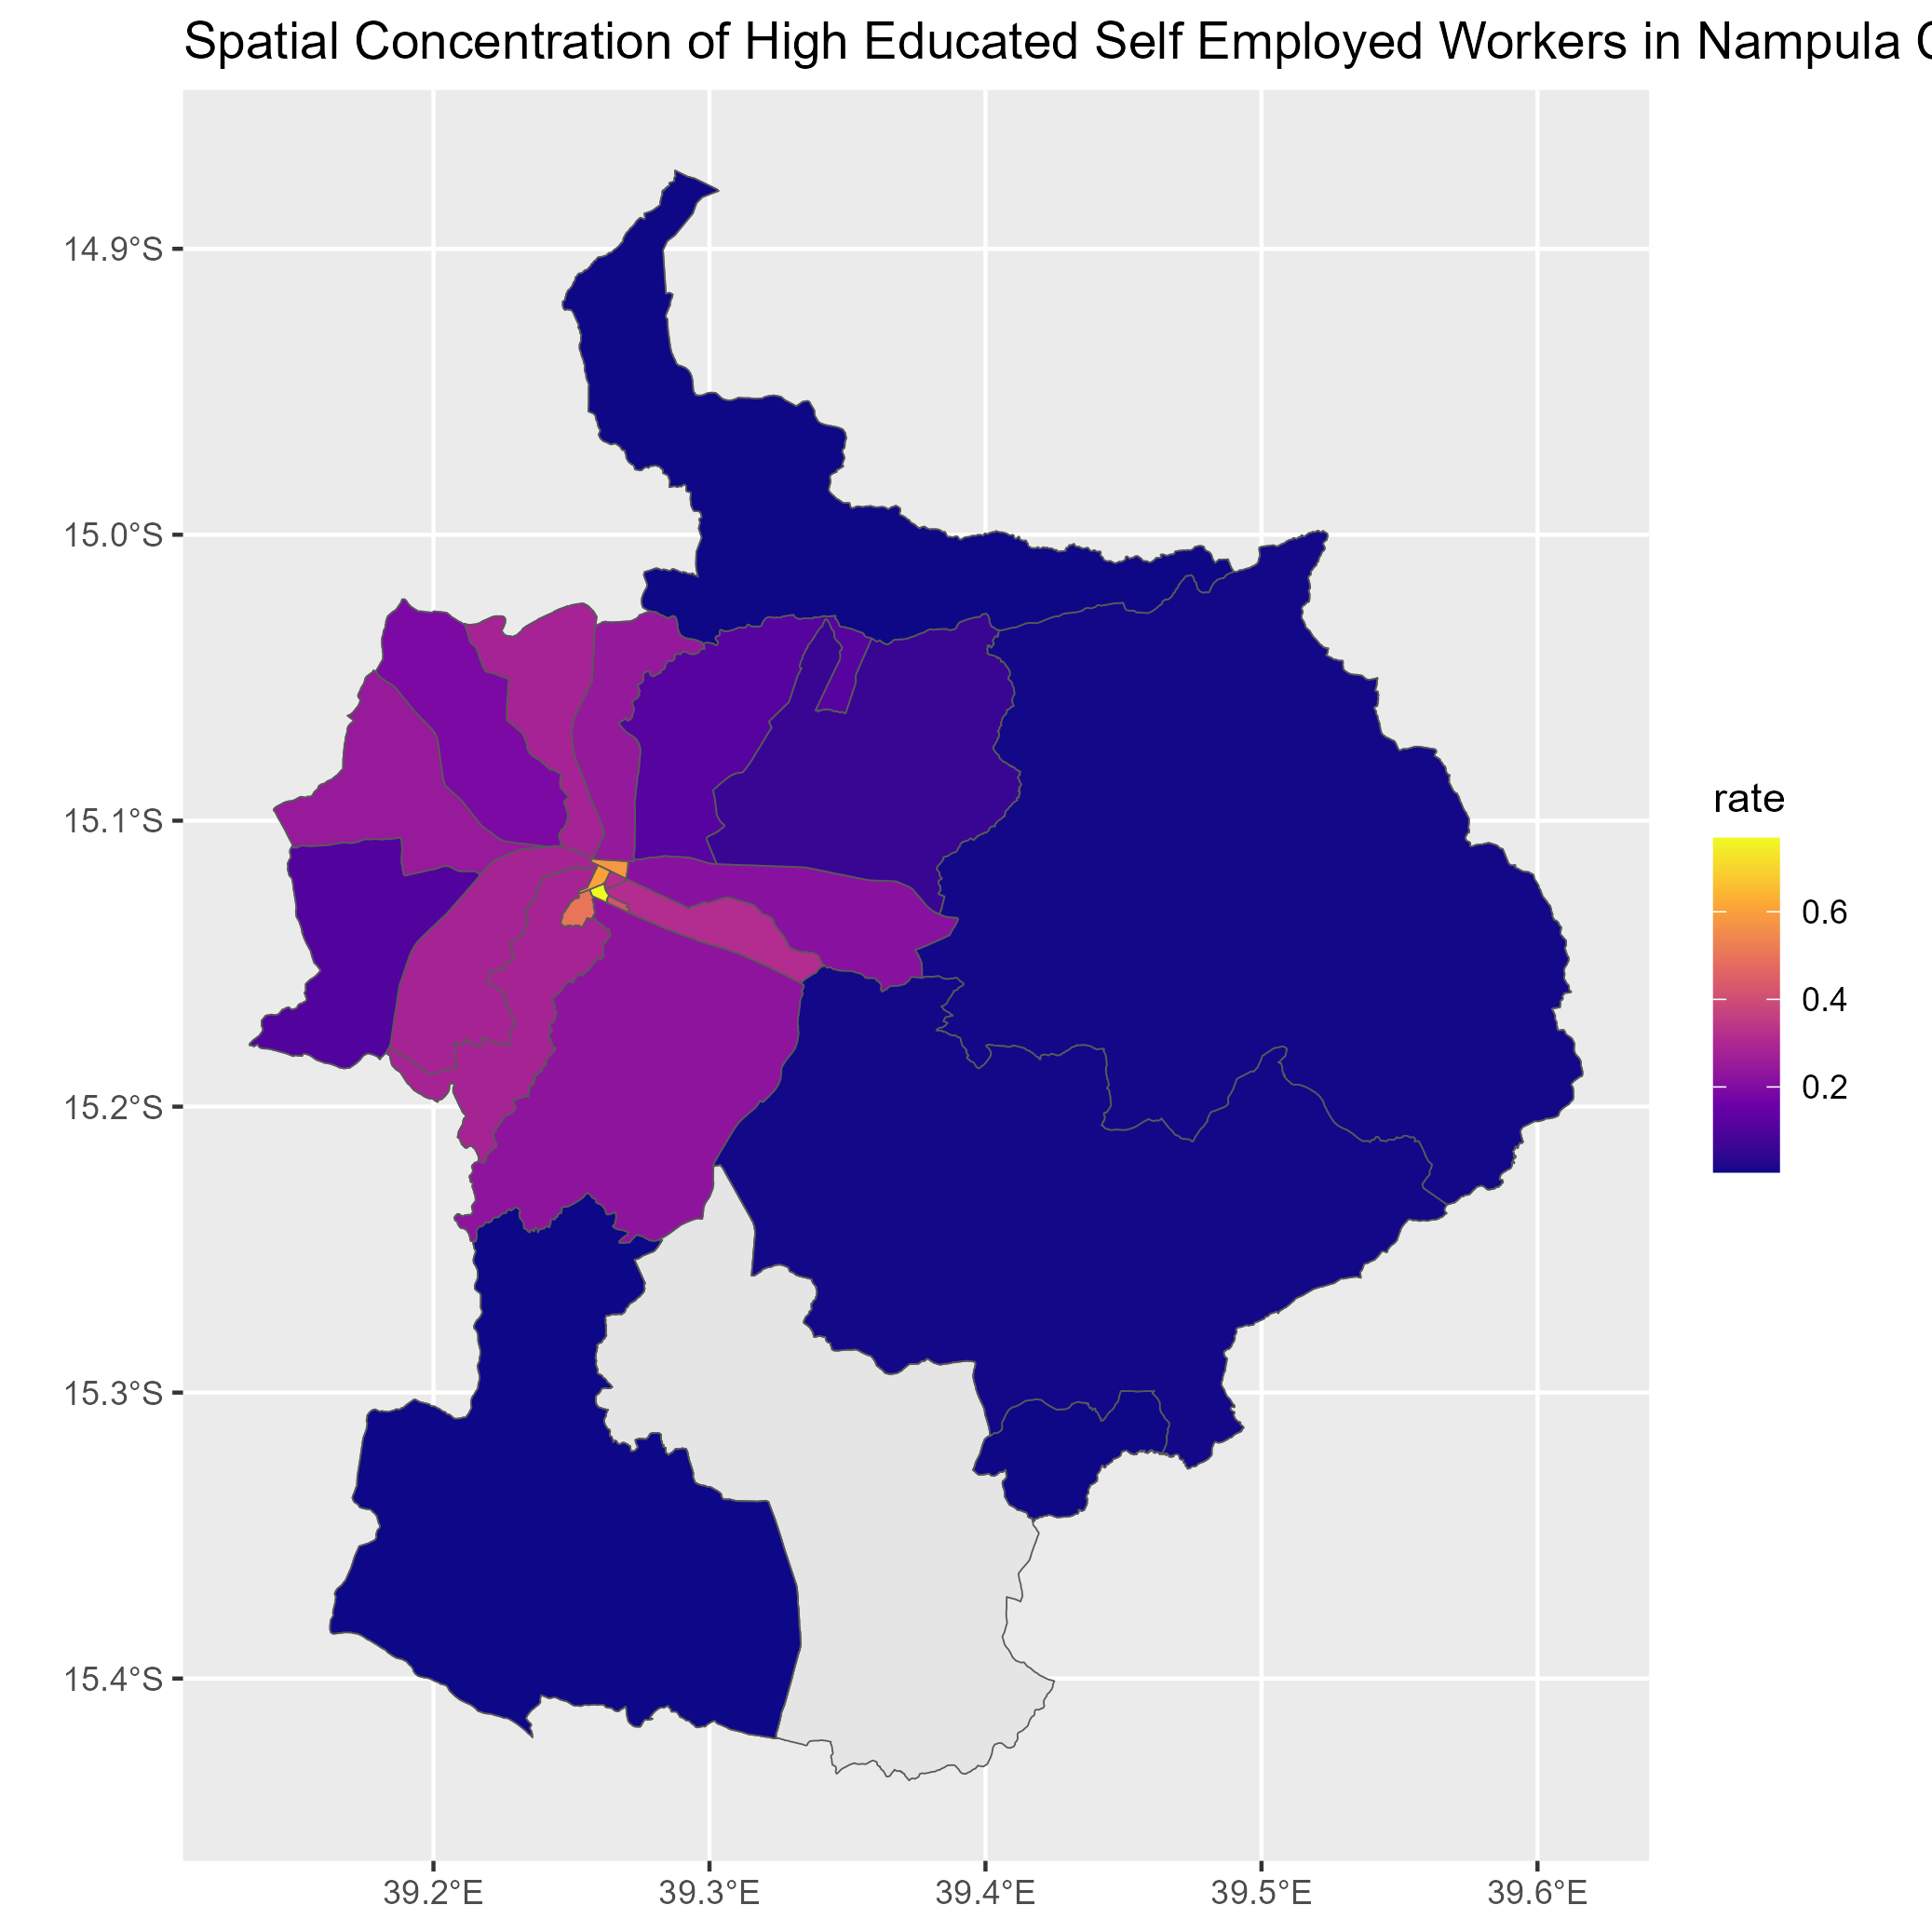 Spatial Concentration of High Educated Self Employed Workers in Nampula
14.9°S
15.0°S
15.1°S
15.2°S
15.3°S
15.4°S
39.2°E
39.3°E
39.4°E
39.5°E
39.6°E
rate
0.6
0.4
0.2